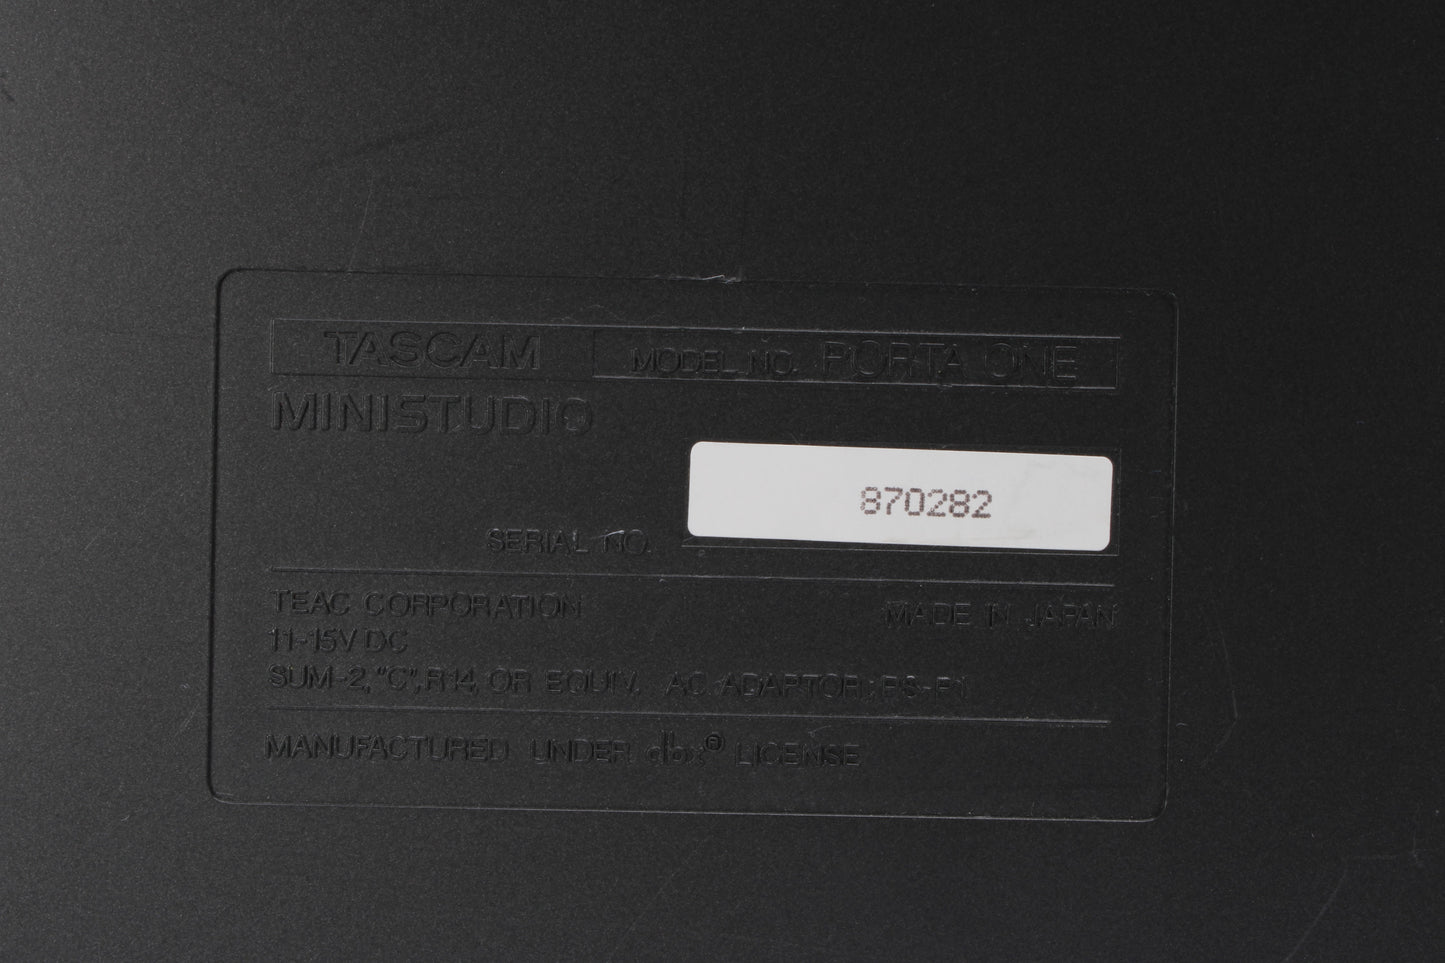 TASCAM MODEL NO. PORTA ONE
MINISTUDIO
870282
SERIAL NO.
TEAC CORPORATION MADE IN JAPAN
11-15V DC
SUM-2, "C", R14, OR EQUIV. AC ADAPTOR : PS-P1
MANUFACTURED UNDER dbx® LICENSE